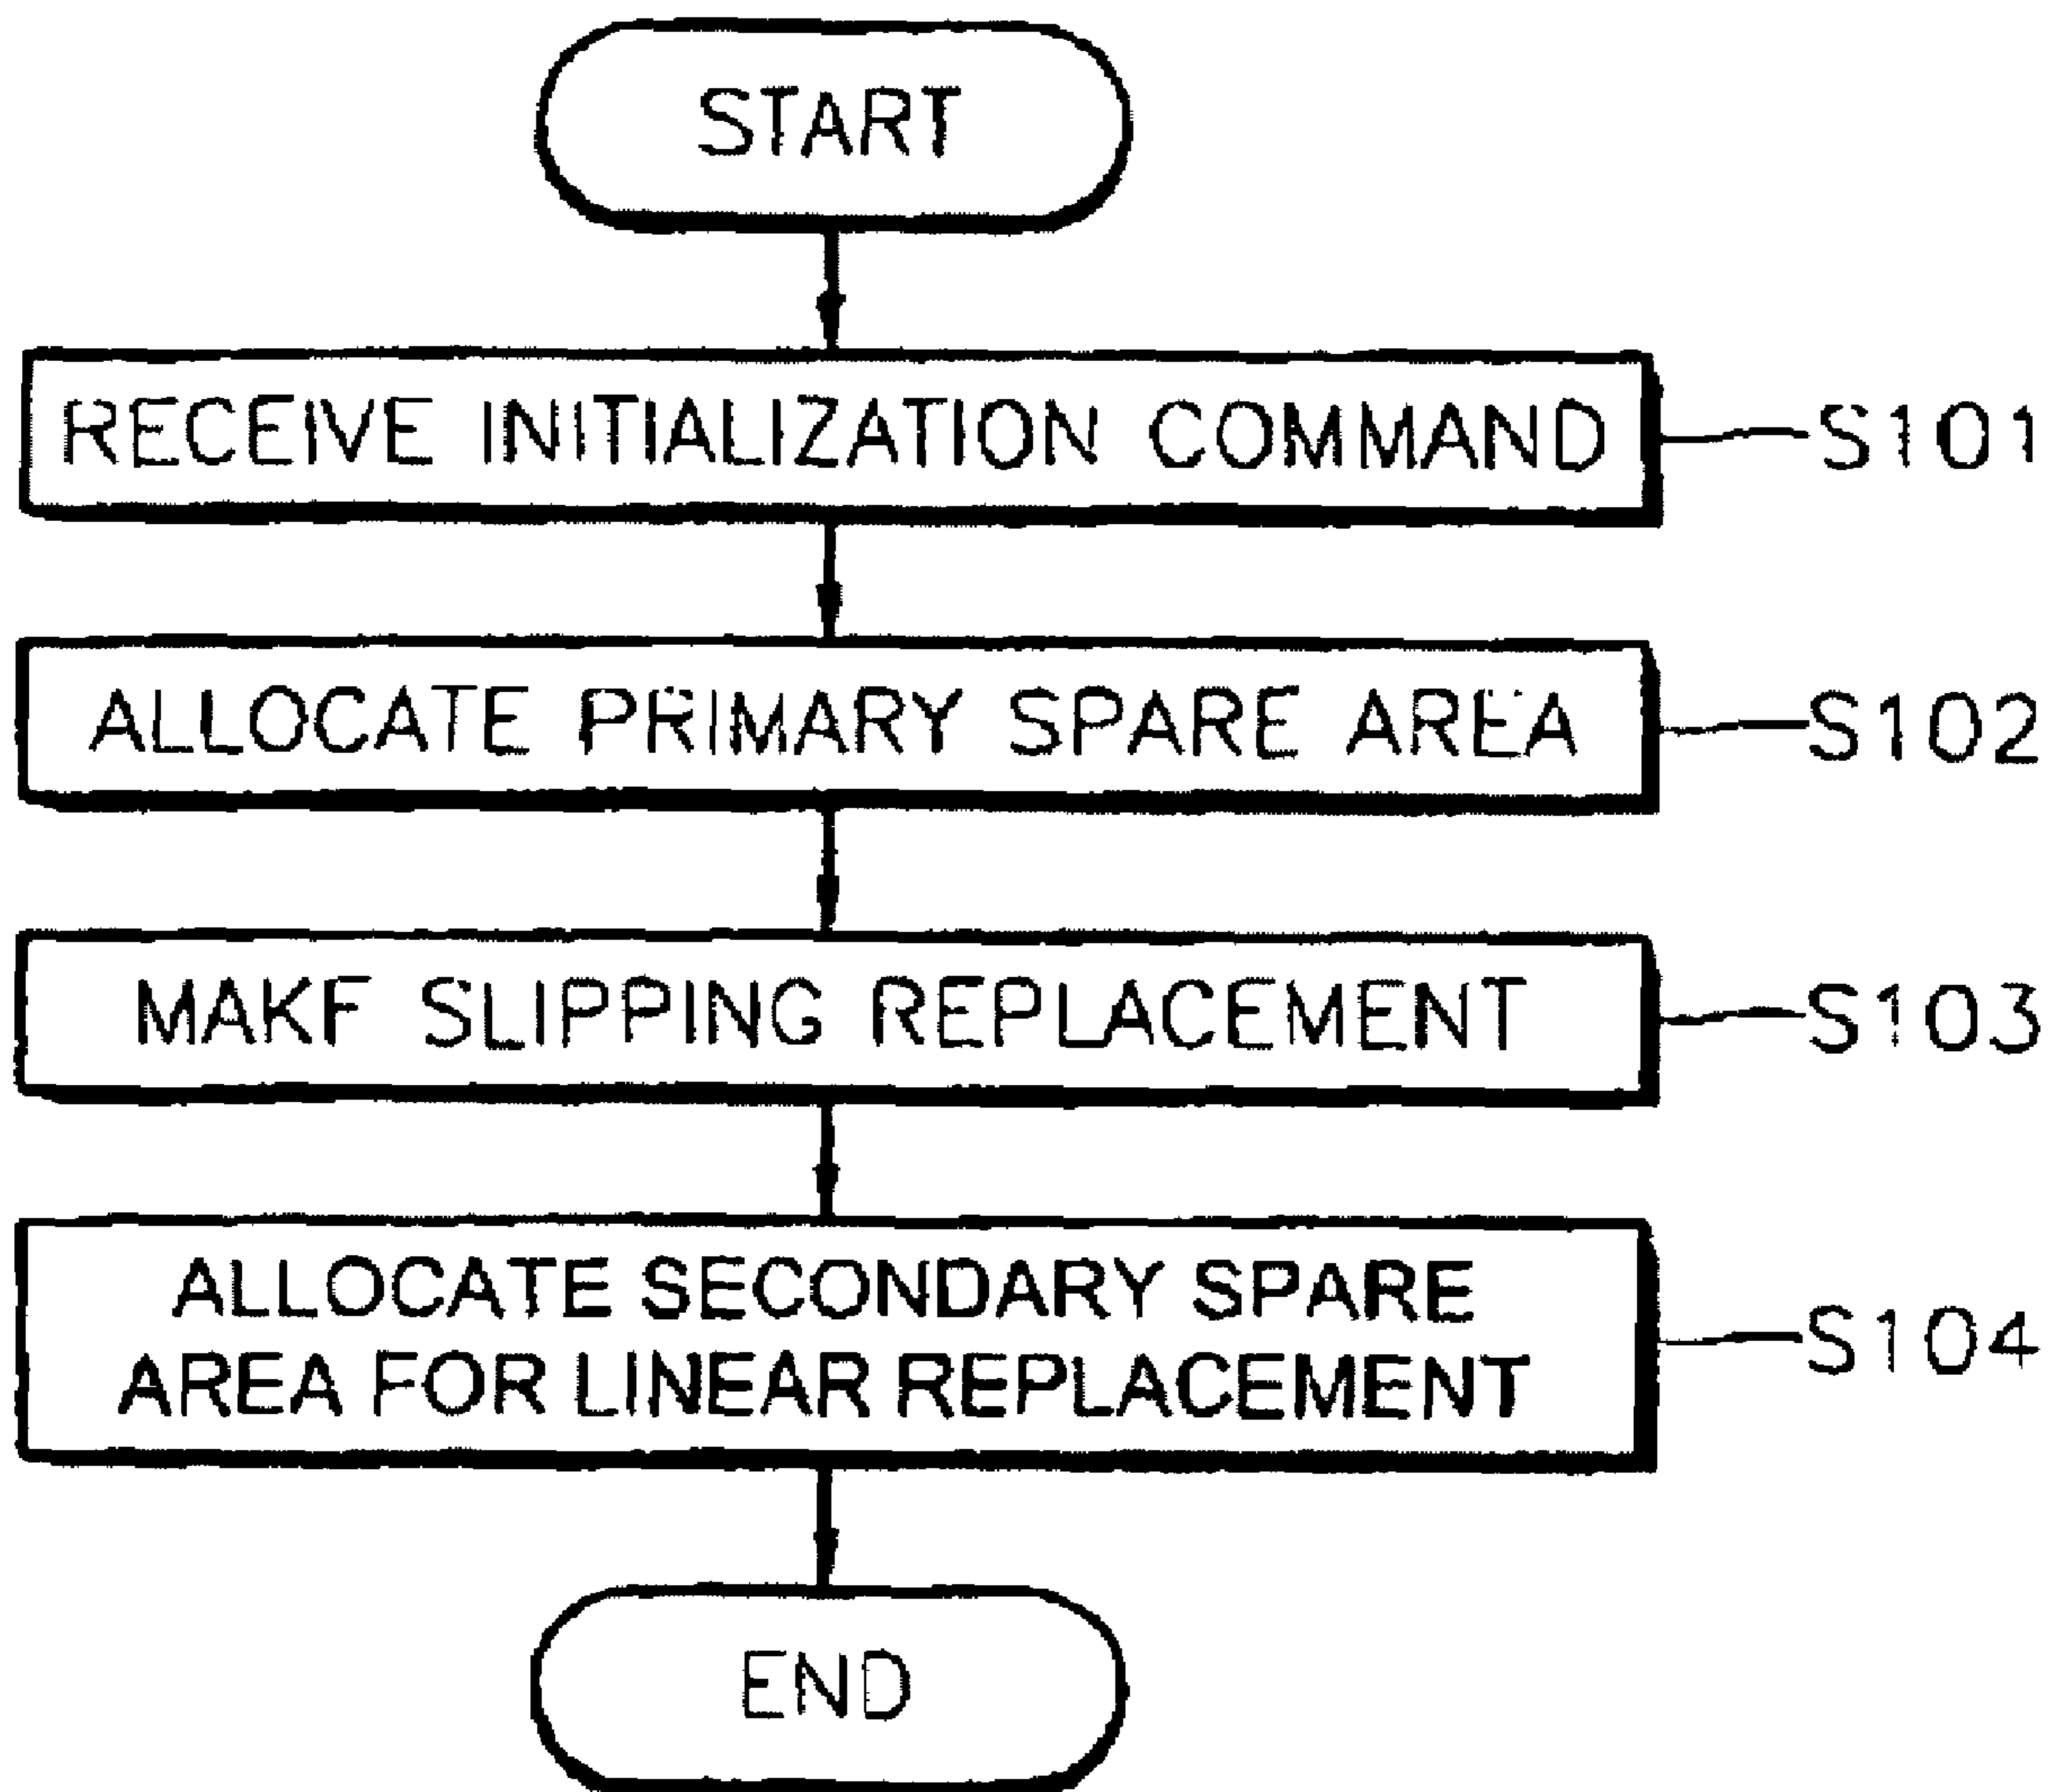 START
RECEIVE INITIALIZATION COMMAND
S101
ALLOCATE PRIMARY SPARE AREA
S102
MAKF SLIPPING REPLACEMENT
S103
ALLOCATE SECONDARY SPARE
AREA FOR LINEAR REPLACEMENT
S104
END